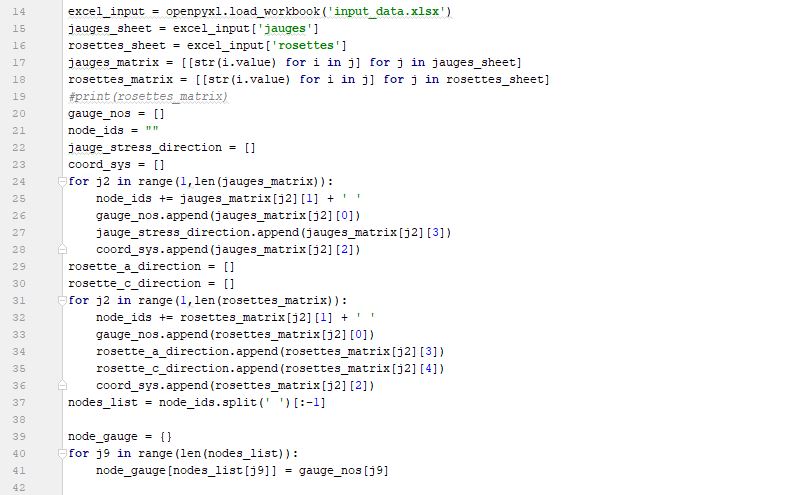 14 excel_input = openpyxl.load_workbook('input_data.xlsx')
15 jauges_sheet = excel_input['jauges']
16 rosettes_sheet = excel_input['rosettes']
17 jauges_matrix = [[str(i.value) for i in j] for j in jauges_sheet]
18 rosettes_matrix = [[str(i.value) for i in j] for j in rosettes_sheet]
19 #print(rosettes_matrix)
20 gauge_nos = []
21 node_ids = ""
22 jauge_stress_direction = []
23 coord_sys = []
24 for j2 in range(1,len(jauges_matrix)):
25     node_ids += jauges_matrix[j2][1] + ' '
26     gauge_nos.append(jauges_matrix[j2][0])
27     jauge_stress_direction.append(jauges_matrix[j2][3])
28     coord_sys.append(jauges_matrix[j2][2])
29 rosette_a_direction = []
30 rosette_c_direction = []
31 for j2 in range(1,len(rosettes_matrix)):
32     node_ids += rosettes_matrix[j2][1] + ' '
33     gauge_nos.append(rosettes_matrix[j2][0])
34     rosette_a_direction.append(rosettes_matrix[j2][3])
35     rosette_c_direction.append(rosettes_matrix[j2][4])
36     coord_sys.append(rosettes_matrix[j2][2])
37 nodes_list = node_ids.split(' ')[:-1]
38
39 node_gauge = {}
40 for j9 in range(len(nodes_list)):
41     node_gauge[nodes_list[j9]] = gauge_nos[j9]
42